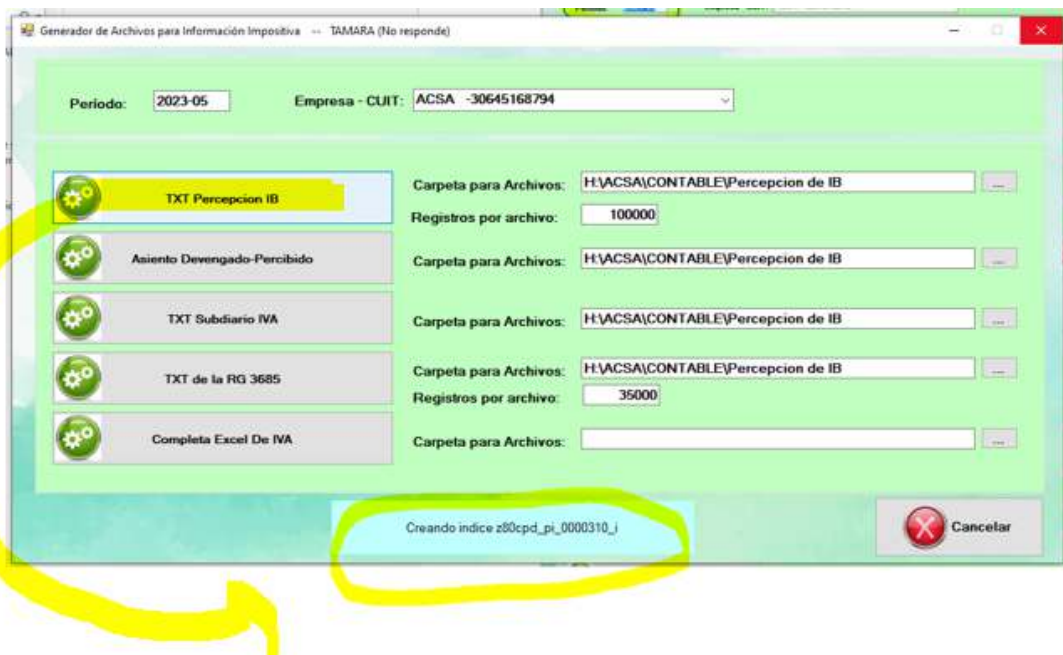 Generador de Archivos para Información Impositiva -- TAMARA (No responde)
Periodo: 2023-05 Empresa - CUIT: ACSA -30645168794
TXT Percepcion IB Carpeta para Archivos: H:\ACSA\CONTABLE\Percepcion de IB ...
Registros por archivo: 100000
Asiento Devengado-Percibido Carpeta para Archivos: H:\ACSA\CONTABLE\Percepcion de IB ...
TXT Subdiario IVA Carpeta para Archivos: H:\ACSA\CONTABLE\Percepcion de IB ...
TXT de la RG 3685 Carpeta para Archivos: H:\ACSA\CONTABLE\Percepcion de IB ...
Registros por archivo: 35000
Completa Excel De IVA Carpeta para Archivos: ...
Creando indice z80cpd_pi_0000310_i
Cancelar